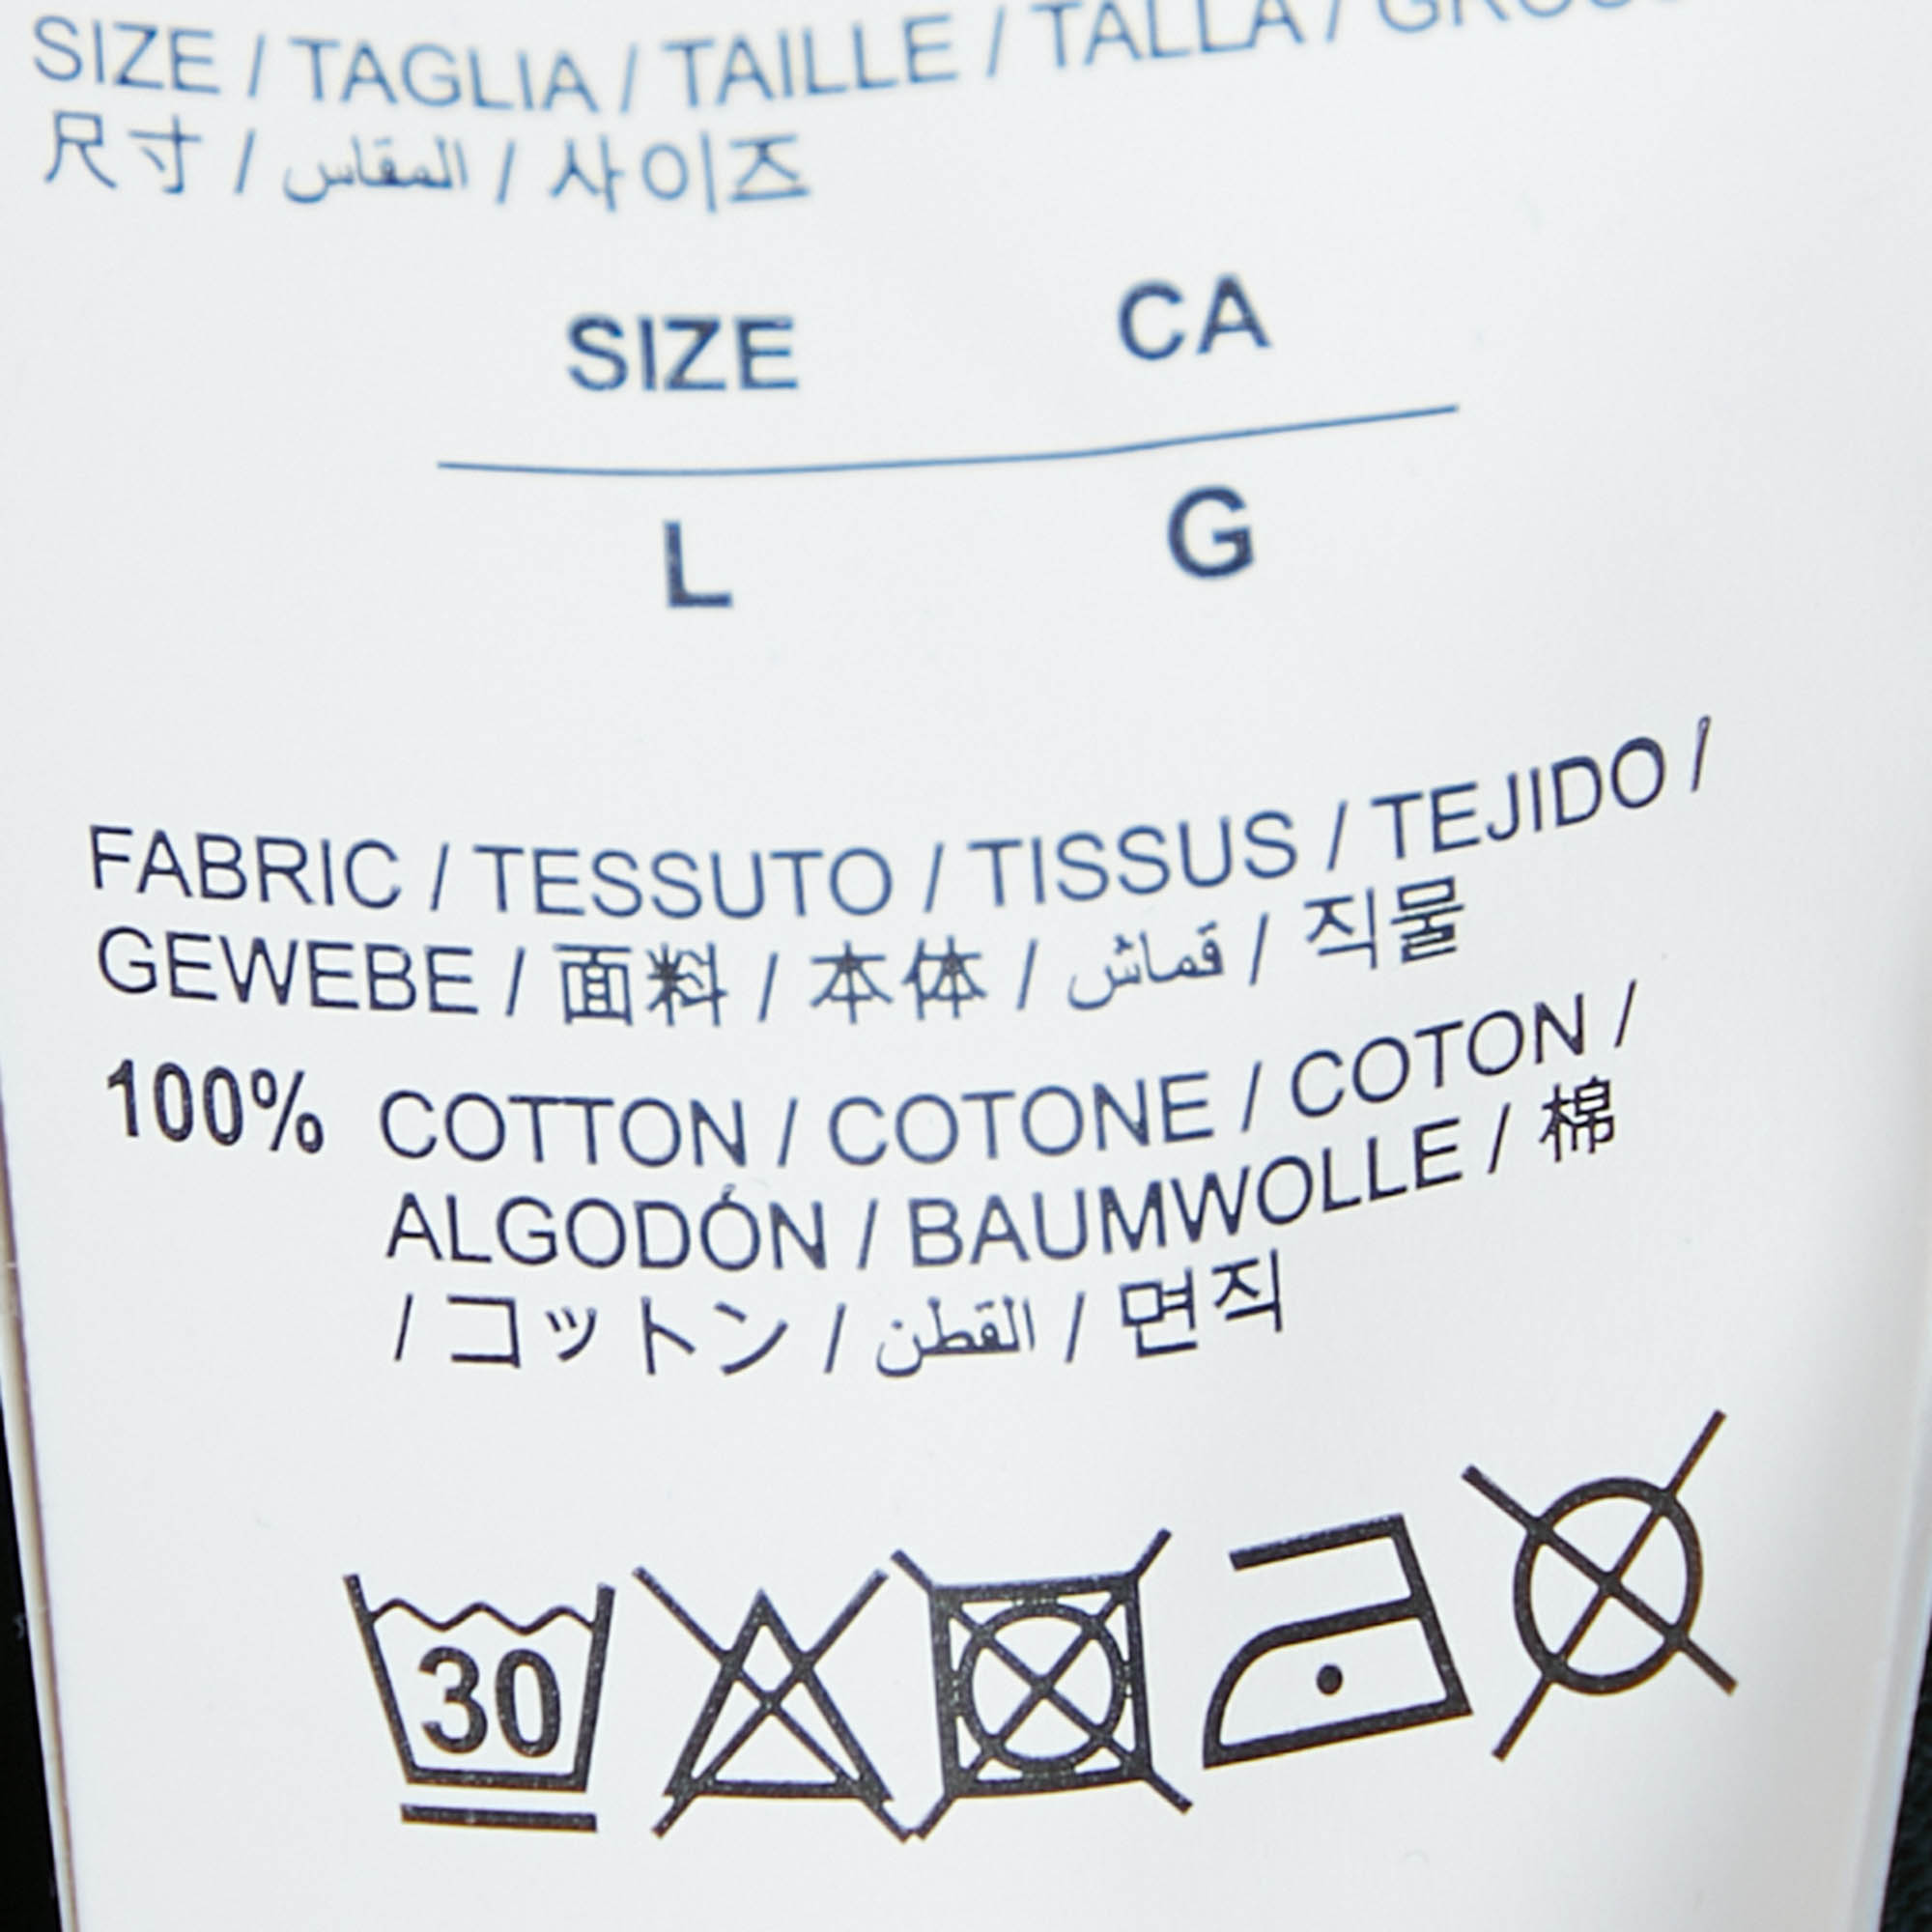 SIZE / TAGLIA / TAILLE / TALLA /
尺寸 / المقاس / 사이즈
SIZE CA
L G
FABRIC / TESSUTO / TISSUS / TEJIDO /
GEWEBE / 面料 / 本体 / قماش / 직물
100% COTTON / COTONE / COTON /
ALGODÓN / BAUMWOLLE / 棉
/ コットン / القطن / 면직
30